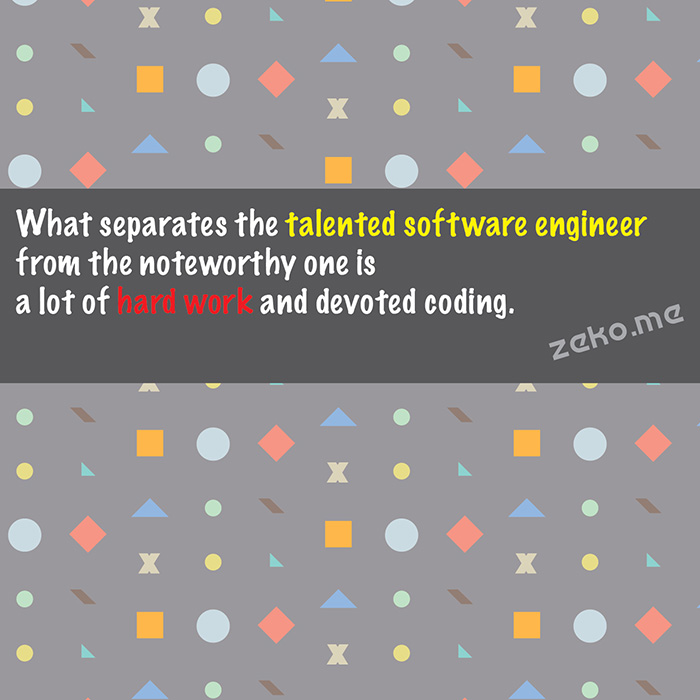 What separates the talented software engineer
from the noteworthy one is
a lot of hard work and devoted coding.
zeko.me